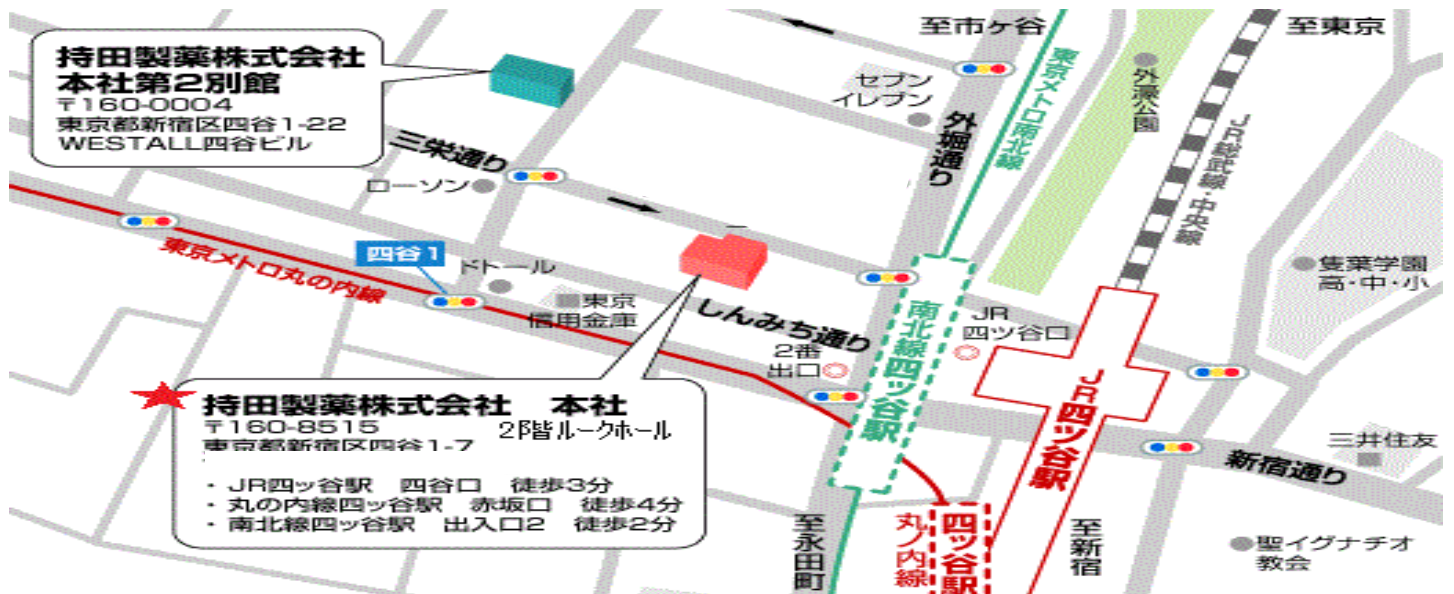 持田製薬株式会社
本社第2別館
〒160-0004
東京都新宿区四谷1-22
WESTALL四谷ビル
至市ヶ谷
至東京
セブン
イレブン
外堀通り
東京メトロ南北線
外濠公園
JR総武線・中央線
三栄通り
ローソン
東京メトロ丸の内線
四谷1
ドトール
東京
信用金庫
しんみち通り
2番
出口
南北線四ツ谷駅
JR
四ツ谷口
JR四ツ谷駅
隻葉学園
高・中・小
三井住友
新宿通り
聖イグナチオ
教会
至永田町
丸ノ内線
四ツ谷駅
至新宿
持田製薬株式会社 本社
〒160-8515 2階ルークホール
東京都新宿区四谷1-7
・JR四ッ谷駅 四谷口 徒歩3分
・丸の内線四ッ谷駅 赤坂口 徒歩4分
・南北線四ッ谷駅 出入口2 徒歩2分